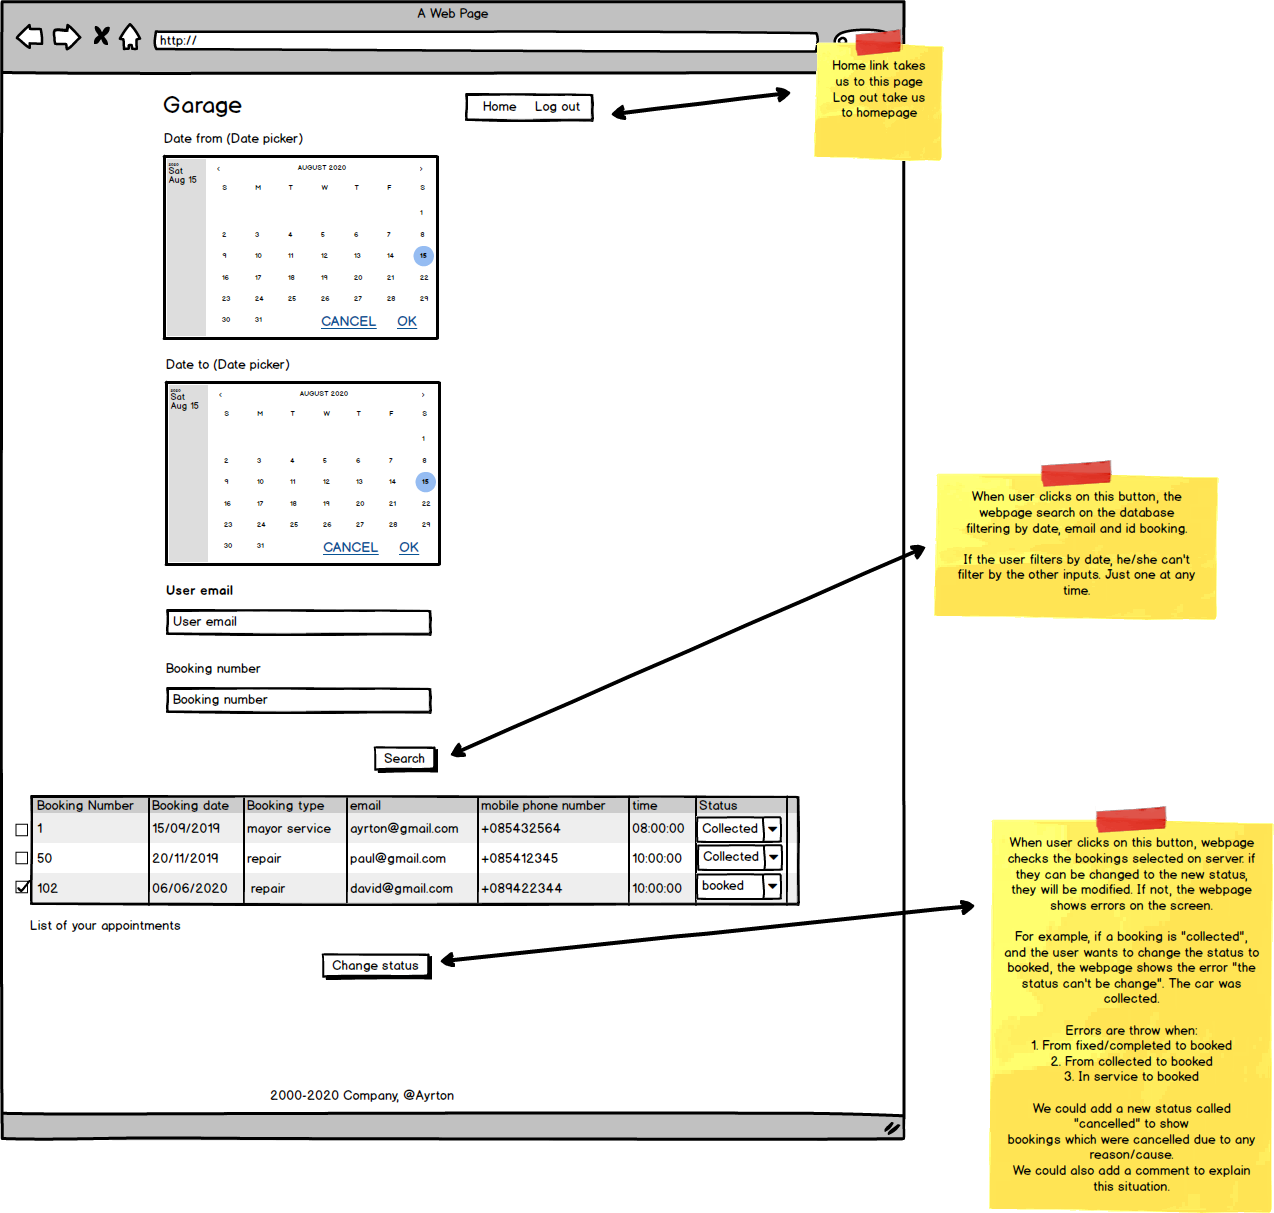 A Web Page
http://
Home link takes
us to this page
Log out take us
to homepage
Garage
Home Log out
Date from (Date picker)
2020
Sat
Aug 15
‹ AUGUST 2020 ›
S M T W T F S
1
2 3 4 5 6 7 8
9 10 11 12 13 14 15
16 17 18 19 20 21 22
23 24 25 26 27 28 29
30 31
CANCEL OK
Date to (Date picker)
2020
Sat
Aug 15
‹ AUGUST 2020 ›
S M T W T F S
1
2 3 4 5 6 7 8
9 10 11 12 13 14 15
16 17 18 19 20 21 22
23 24 25 26 27 28 29
30 31
CANCEL OK
When user clicks on this button, the
webpage search on the database
filtering by date, email and id booking.
If the user filters by date, he/she can't
filter by the other inputs. Just one at any
time.
User email
User email
Booking number
Booking number
Search
Booking Number Booking date Booking type email mobile phone number time Status
1 15/09/2019 mayor service ayrton@gmail.com +085432564 08:00:00 Collected
50 20/11/2019 repair paul@gmail.com +085412345 10:00:00 Collected
102 06/06/2020 repair david@gmail.com +089422344 10:00:00 booked
List of your appointments
Change status
When user clicks on this button, webpage
checks the bookings selected on server. if
they can be changed to the new status,
they will be modified. If not, the webpage
shows errors on the screen.
For example, if a booking is "collected",
and the user wants to change the status to
booked, the webpage shows the error "the
status can't be change". The car was
collected.
Errors are throw when:
1. From fixed/completed to booked
2. From collected to booked
3. In service to booked
We could add a new status called
"cancelled" to show
bookings which were cancelled due to any
reason/cause.
We could also add a comment to explain
this situation.
2000-2020 Company, @Ayrton